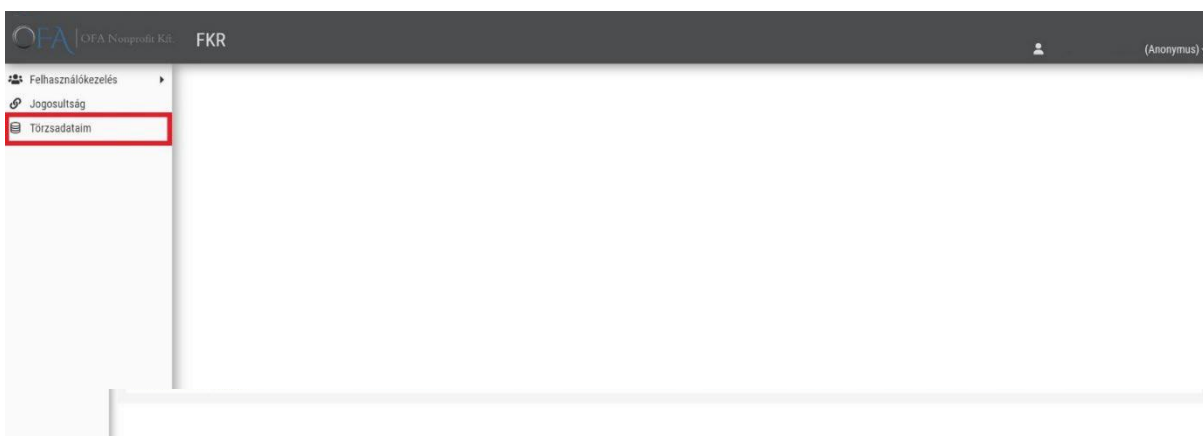 OFA OFA Nonprofit Kft. FKR
(Anonymus)
Felhasználókezelés
Jogosultság
Törzsadataim